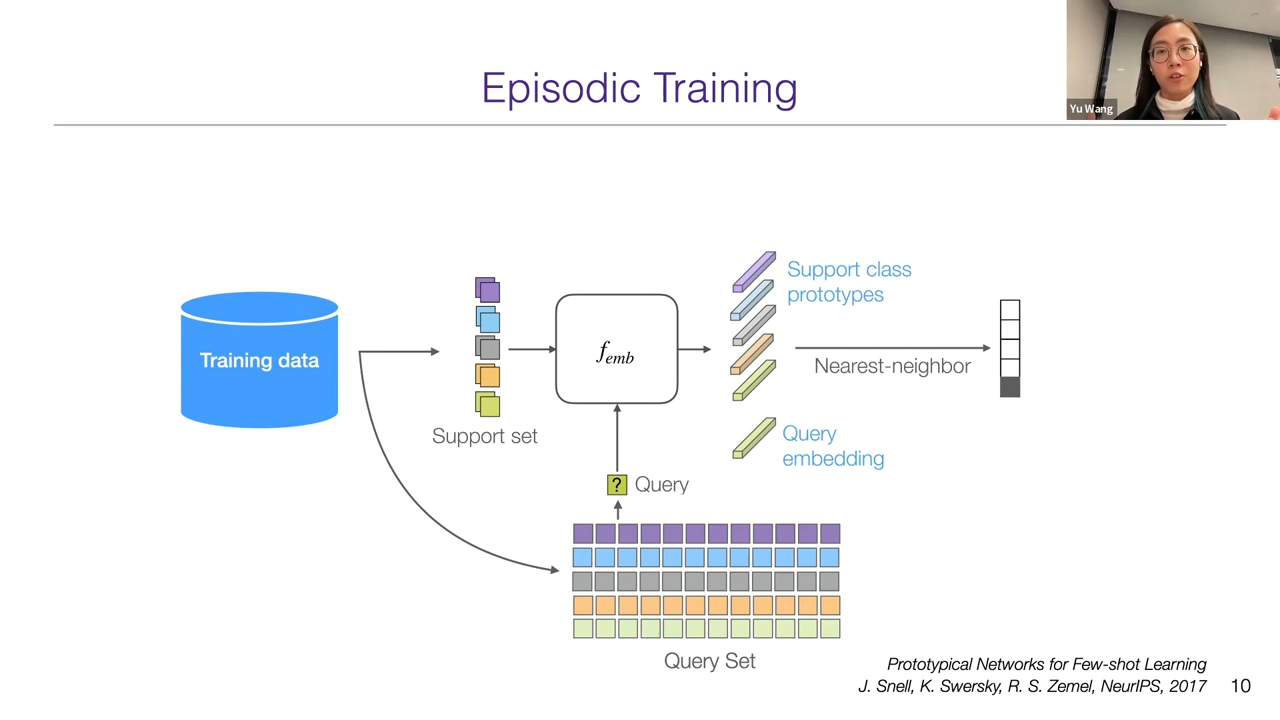 Episodic Training
Yu Wang
Training data
Support set
f_emb
Support class
prototypes
Nearest-neighbor
Query
embedding
? Query
Query Set
Prototypical Networks for Few-shot Learning
J. Snell, K. Swersky, R. S. Zemel, NeurIPS, 2017
10